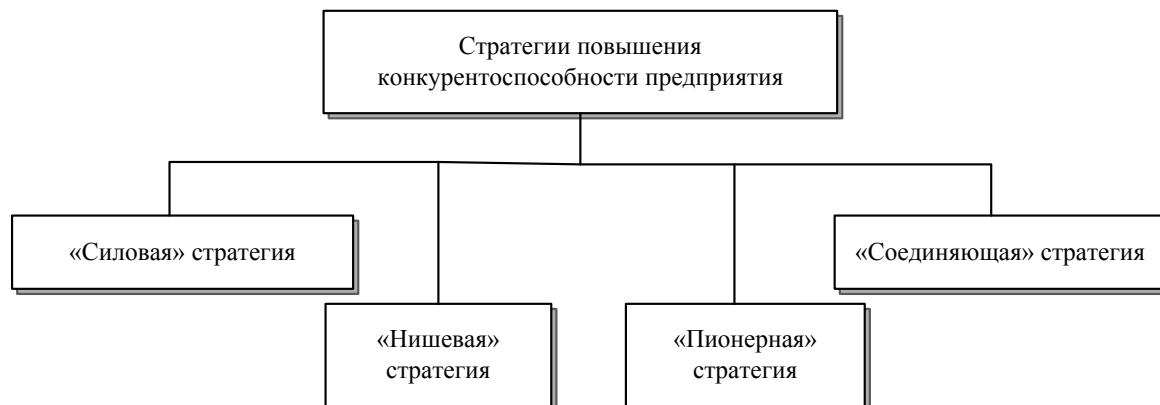 Стратегии повышения
конкурентоспособности предприятия
«Силовая» стратегия
«Соединяющая» стратегия
«Нишевая»
стратегия
«Пионерная»
стратегия